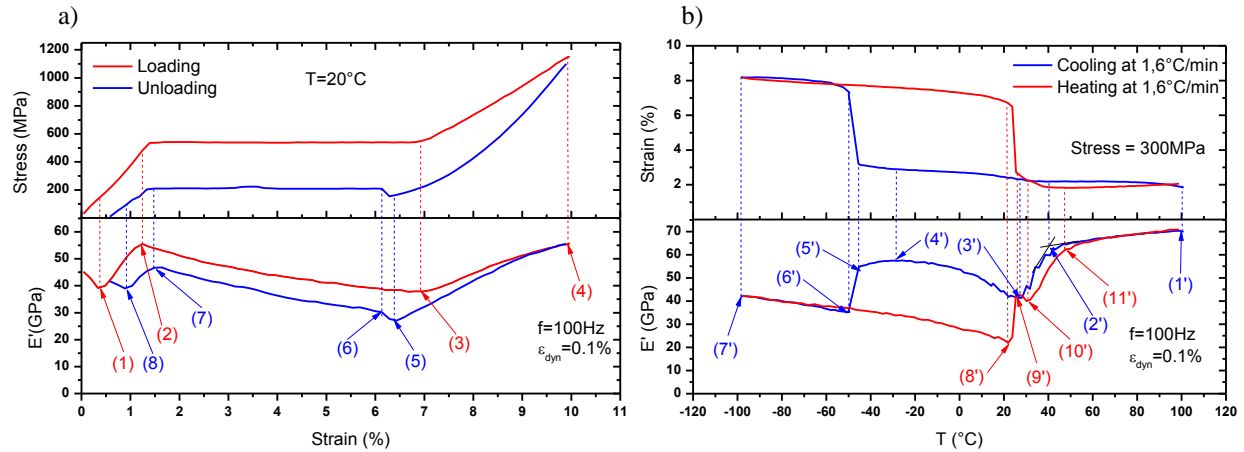 a)
1200
1000
800
600
400
200
0
Stress (MPa)
Loading
Unloading
T=20°C
60
50
40
30
20
10
0
E'(GPa)
(1)
(2)
(3)
(4)
(5)
(6)
(7)
(8)
f=100Hz
εdyn=0.1%
0 1 2 3 4 5 6 7 8 9 10 11
Strain (%)
b)
10
8
6
4
2
0
Strain (%)
Cooling at 1,6°C/min
Heating at 1,6°C/min
Stress = 300MPa
70
60
50
40
30
20
10
0
E' (GPa)
(5')
(4')
(3')
(6')
(1')
(11')
(2')
(7')
(10')
(8')
(9')
f=100Hz
εdyn=0.1%
-120 -100 -80 -60 -40 -20 0 20 40 60 80 100 120
T (°C)